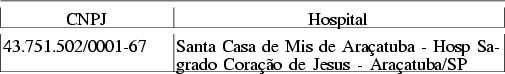 CNPJ Hospital
43.751.502/0001-67 Santa Casa de Mis de Araçatuba - Hosp Sa-
grado Coração de Jesus - Araçatuba/SP